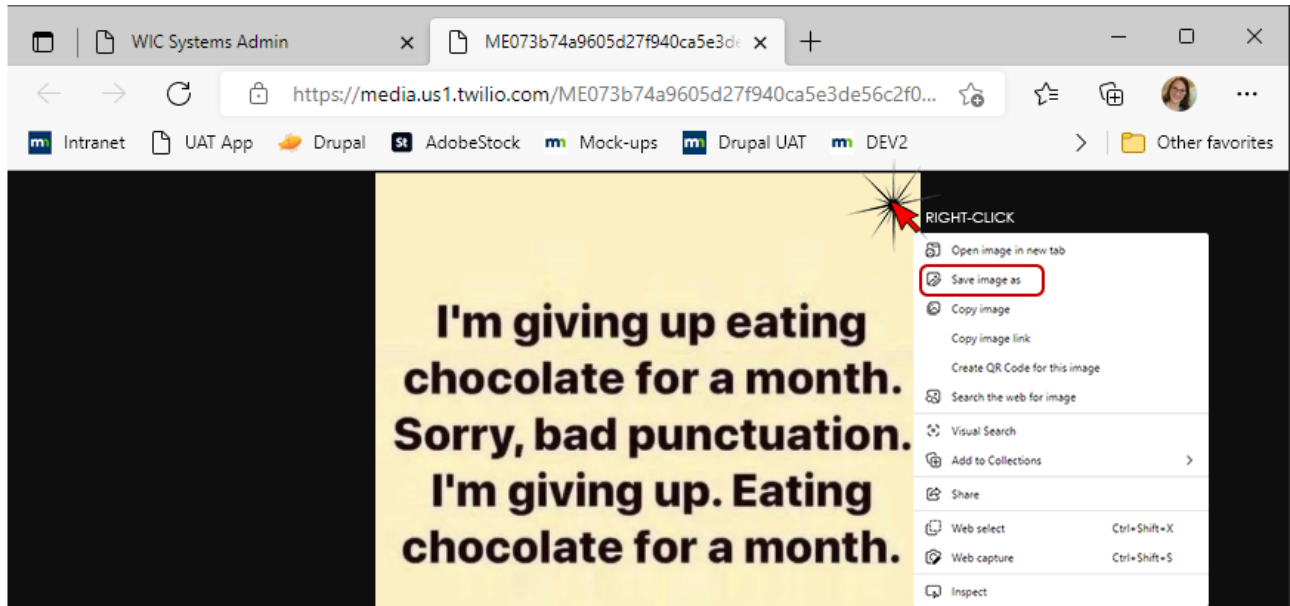 WIC Systems Admin
ME073b74a9605d27f940ca5e3de
https://media.us1.twilio.com/ME073b74a9605d27f940ca5e3de56c2f0...
m Intranet UAT App Drupal St AdobeStock m Mock-ups m Drupal UAT m DEV2 Other favorites
RIGHT-CLICK
Open image in new tab
Save image as
Copy image
Copy image link
Create QR Code for this image
Search the web for image
Visual Search
Add to Collections
Share
Web select Ctrl+Shift+X
Web capture Ctrl+Shift+S
Inspect
I'm giving up eating
chocolate for a month.
Sorry, bad punctuation.
I'm giving up. Eating
chocolate for a month.